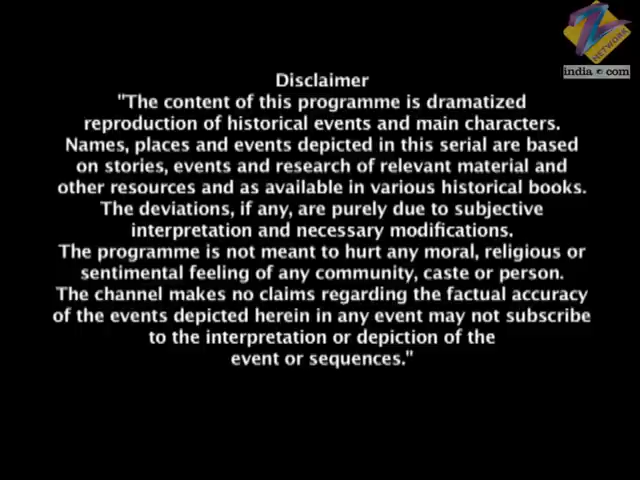 Z
NETWORK
india.com
Disclaimer
"The content of this programme is dramatized
reproduction of historical events and main characters.
Names, places and events depicted in this serial are based
on stories, events and research of relevant material and
other resources and as available in various historical books.
The deviations, if any, are purely due to subjective
interpretation and necessary modifications.
The programme is not meant to hurt any moral, religious or
sentimental feeling of any community, caste or person.
The channel makes no claims regarding the factual accuracy
of the events depicted herein in any event may not subscribe
to the interpretation or depiction of the
event or sequences."